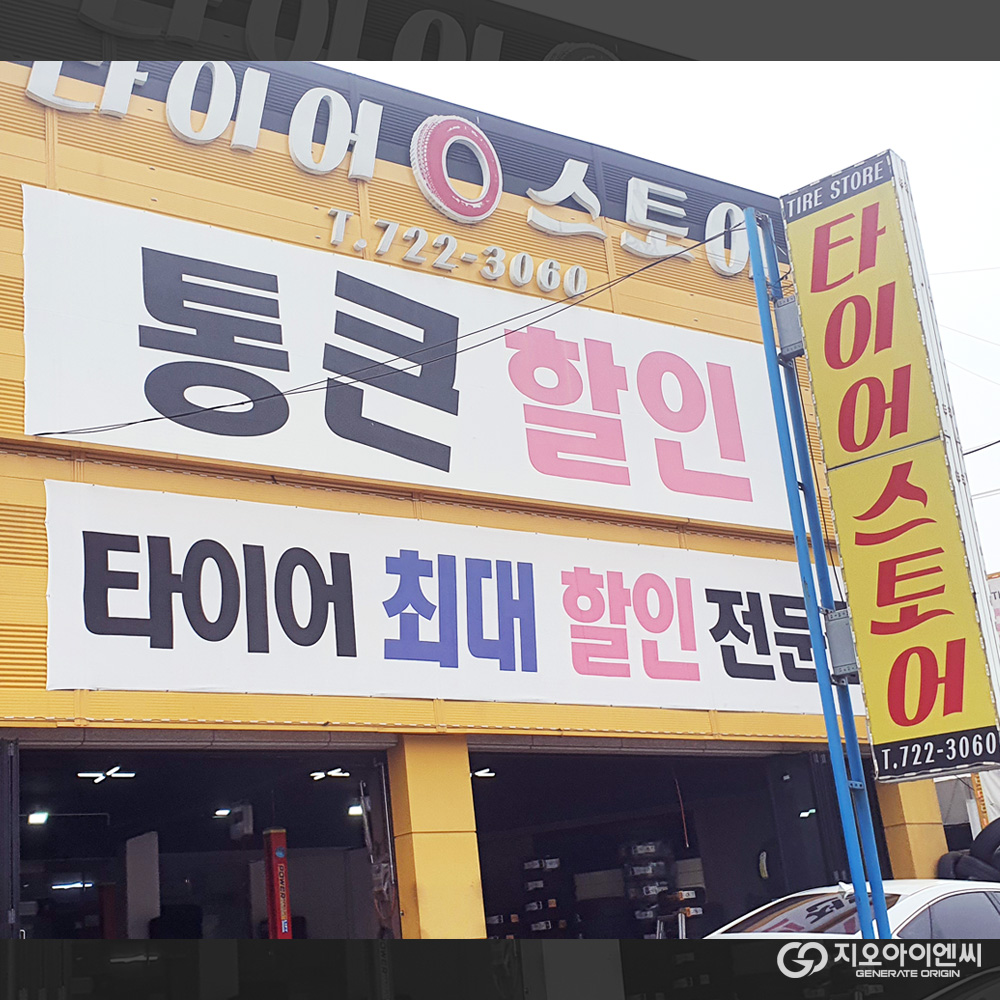 타이어 스토어
T.722-3060
통큰 할인
타이어 최대 할인 전문
TIRE STORE
타이어스토어
T.722-3060
지오아이엔씨
GENERATE ORIGIN